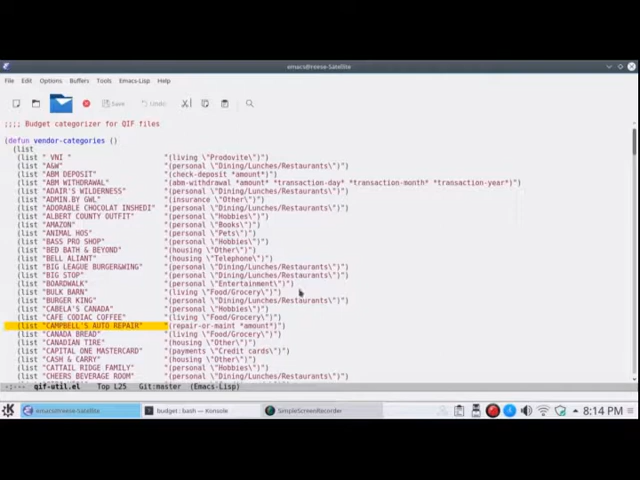 emacs@reese-Satellite
File Edit Options Buffers Tools Emacs-Lisp Help
Save Undo
;;;; Budget categorizer for QIF files
(defun vendor-categories ()
(list
(list " VNI " "(living \"Prodovite\")")
(list "A&W" "(personal \"Dining/Lunches/Restaurants\")")
(list "ABM DEPOSIT" "(check-deposit *amount*)")
(list "ABM WITHDRAWAL" "(abm-withdrawal *amount* *transaction-day* *transaction-month* *transaction-year*)")
(list "ADAIR'S WILDERNESS" "(personal \"Dining/Lunches/Restaurants\")")
(list "ADMIN.BY GWL" "(insurance \"Other\")")
(list "ADORABLE CHOCOLAT INSHEDI" "(personal \"Dining/Lunches/Restaurants\")")
(list "ALBERT COUNTY OUTFIT" "(personal \"Hobbies\")")
(list "AMAZON" "(personal \"Books\")")
(list "ANIMAL HOS" "(personal \"Pets\")")
(list "BASS PRO SHOP" "(personal \"Hobbies\")")
(list "BED BATH & BEYOND" "(housing \"Other\")")
(list "BELL ALIANT" "(housing \"Telephone\")")
(list "BIG LEAGUE BURGER&WING" "(personal \"Dining/Lunches/Restaurants\")")
(list "BIG STOP" "(personal \"Dining/Lunches/Restaurants\")")
(list "BOARDWALK" "(personal \"Entertainment\")")
(list "BULK BARN" "(living \"Food/Grocery\")")
(list "BURGER KING" "(personal \"Dining/Lunches/Restaurants\")")
(list "CABELA'S CANADA" "(personal \"Hobbies\")")
(list "CAFE CODIAC COFFEE" "(living \"Food/Grocery\")")
(list "CAMPBELL'S AUTO REPAIR" "(repair-or-maint *amount*)")
(list "CANADA BREAD" "(living \"Food/Grocery\")")
(list "CANADIAN TIRE" "(housing \"Other\")")
(list "CAPITAL ONE MASTERCARD" "(payments \"Credit cards\")")
(list "CASH & CARRY" "(housing \"Other\")")
(list "CATTAIL RIDGE FAMILY" "(personal \"Hobbies\")")
(list "CHEERS BEVERAGE ROOM" "(personal \"Dining/Lunches/Restaurants\")")
-:--- qif-util.el Top L25 Git:master (Emacs-Lisp)
emacs@reese-Satellite budget : bash — Konsole SimpleScreenRecorder 8:14 PM